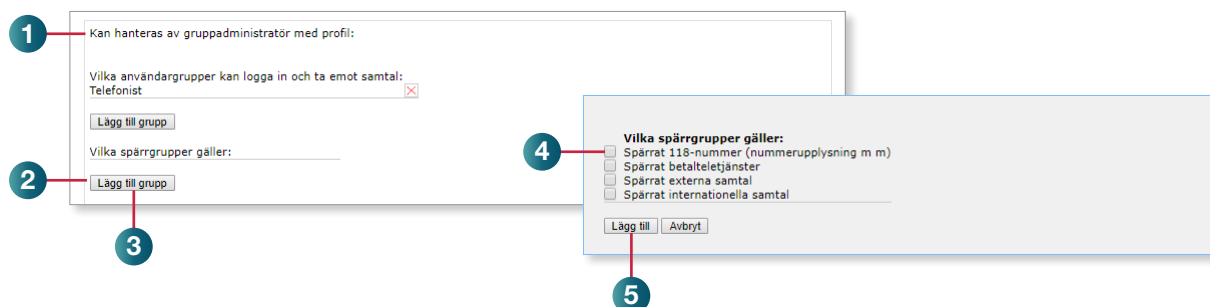 1
Kan hanteras av gruppadministratör med profil:
Vilka användargrupper kan logga in och ta emot samtal:
Telefonist
Lägg till grupp
Vilka spärrgrupper gäller:
2
Lägg till grupp
3
Vilka spärrgrupper gäller:
4
Spärrat 118-nummer (nummerupplysning m m)
Spärrat betalteletjänster
Spärrat externa samtal
Spärrat internationella samtal
Lägg till
Avbryt
5